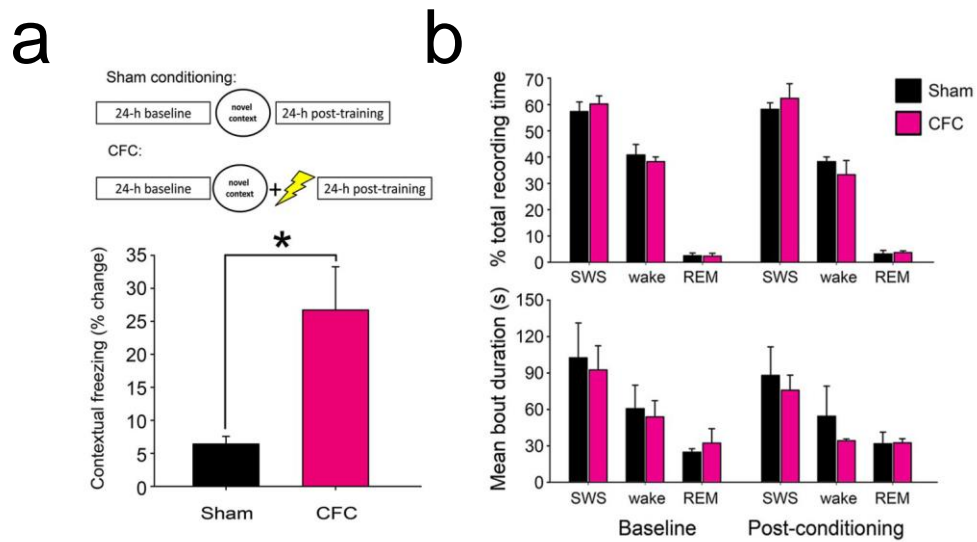 a
Sham conditioning:
24-h baseline
novel
context
24-h post-training
CFC:
24-h baseline
novel
context
+
24-h post-training
*
Contextual freezing (% change)
35
30
25
20
15
10
5
0
Sham
CFC
b
% total recording time
70
60
50
40
30
20
10
0
SWS wake REM SWS wake REM
Sham
CFC
Mean bout duration (s)
150
120
90
60
30
0
SWS wake REM SWS wake REM
Baseline Post-conditioning